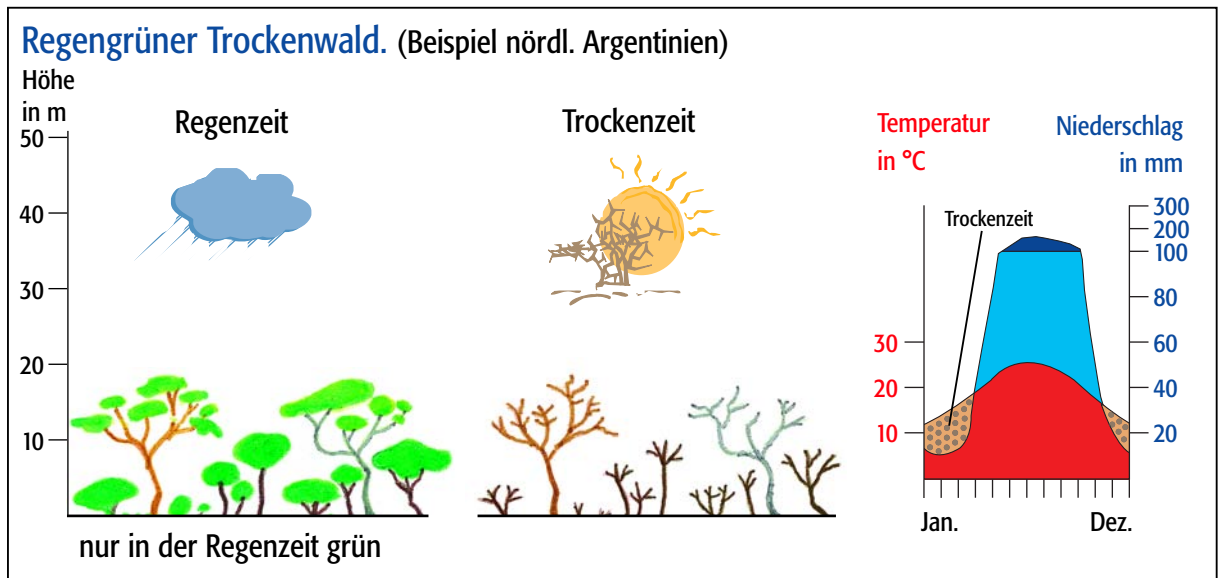 Regengrüner Trockenwald. (Beispiel nördl. Argentinien)
Höhe
in m
50
40
30
20
10
Regenzeit
Trockenzeit
nur in der Regenzeit grün
Temperatur
in °C
Niederschlag
in mm
Trockenzeit
30
20
10
300
200
100
80
60
40
20
Jan.
Dez.